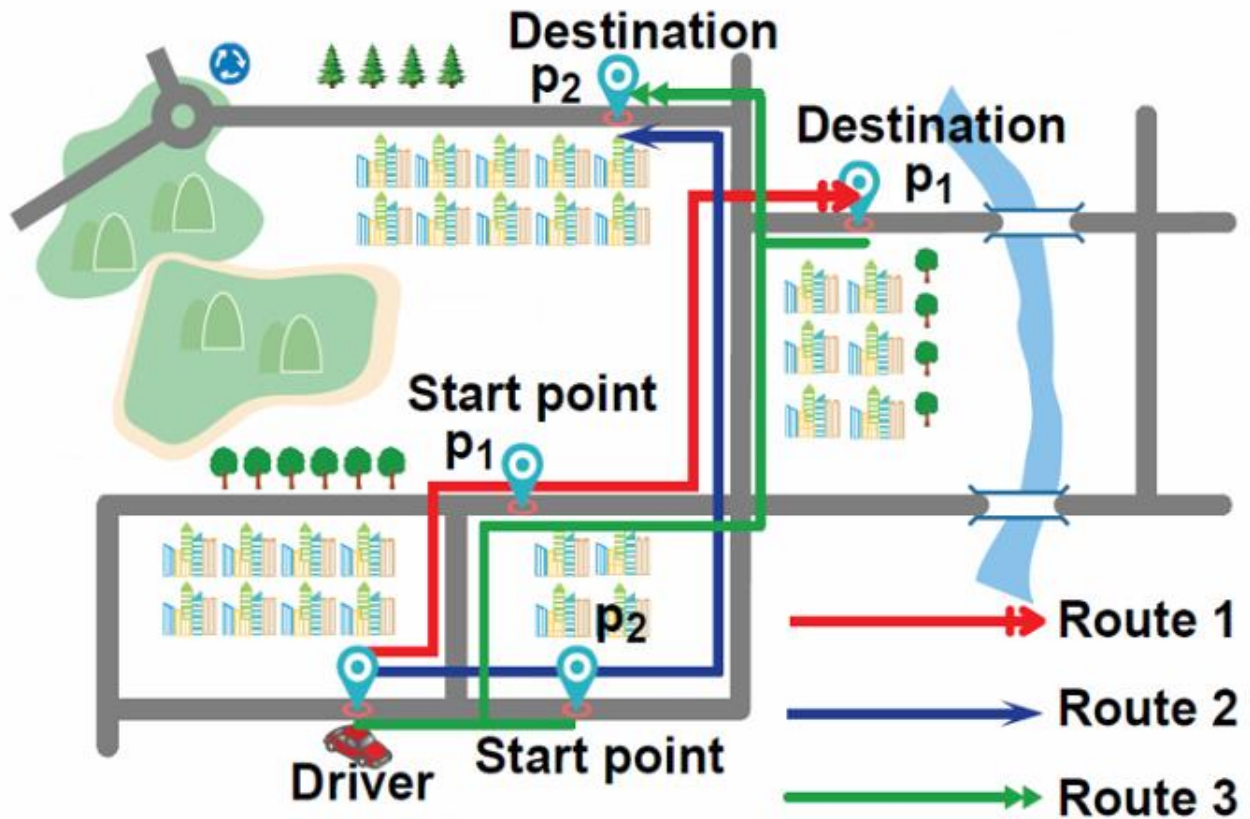 Destination
p2
Destination
p1
Start point
p1
p2
Start point
Driver
Route 1
Route 2
Route 3